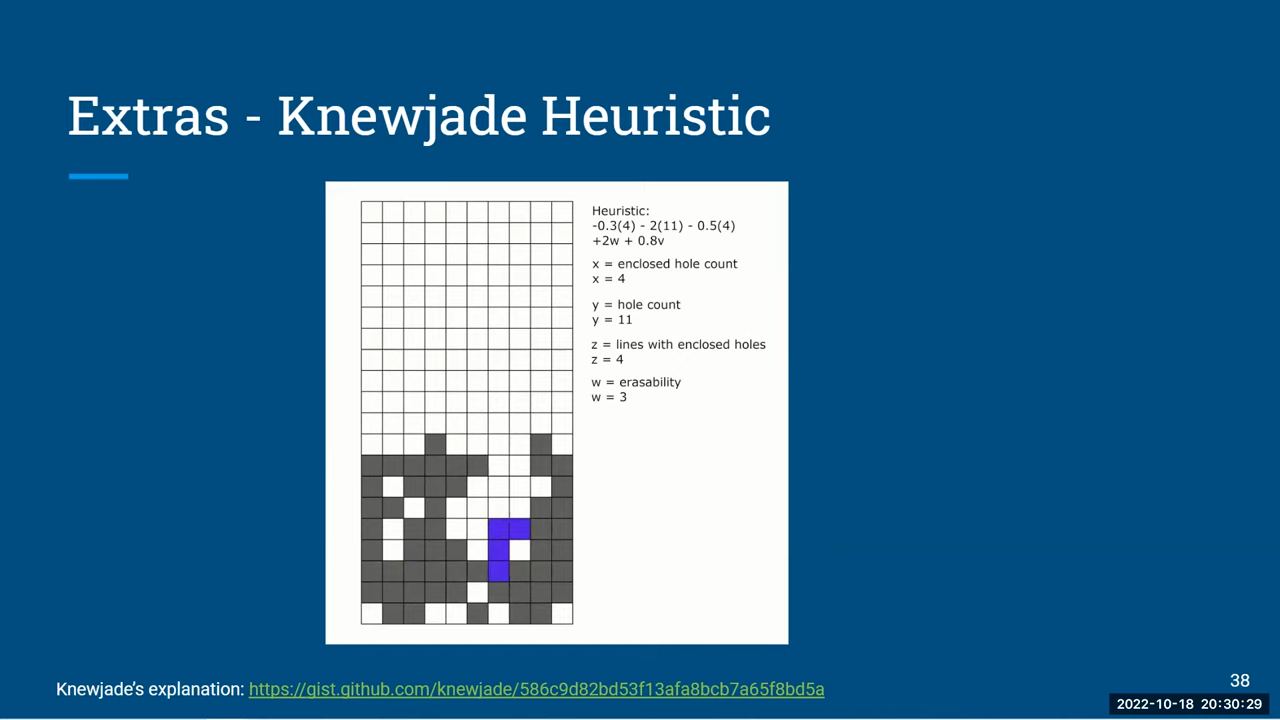 Extras - Knewjade Heuristic
Heuristic:
-0.3(4) - 2(11) - 0.5(4)
+2w + 0.8v
x = enclosed hole count
x = 4
y = hole count
y = 11
z = lines with enclosed holes
z = 4
w = erasability
w = 3
Knewjade's explanation: https://gist.github.com/knewjade/586c9d82bd53f13afa8bcb7a65f8bd5a
38
2022-10-18 20:30:29